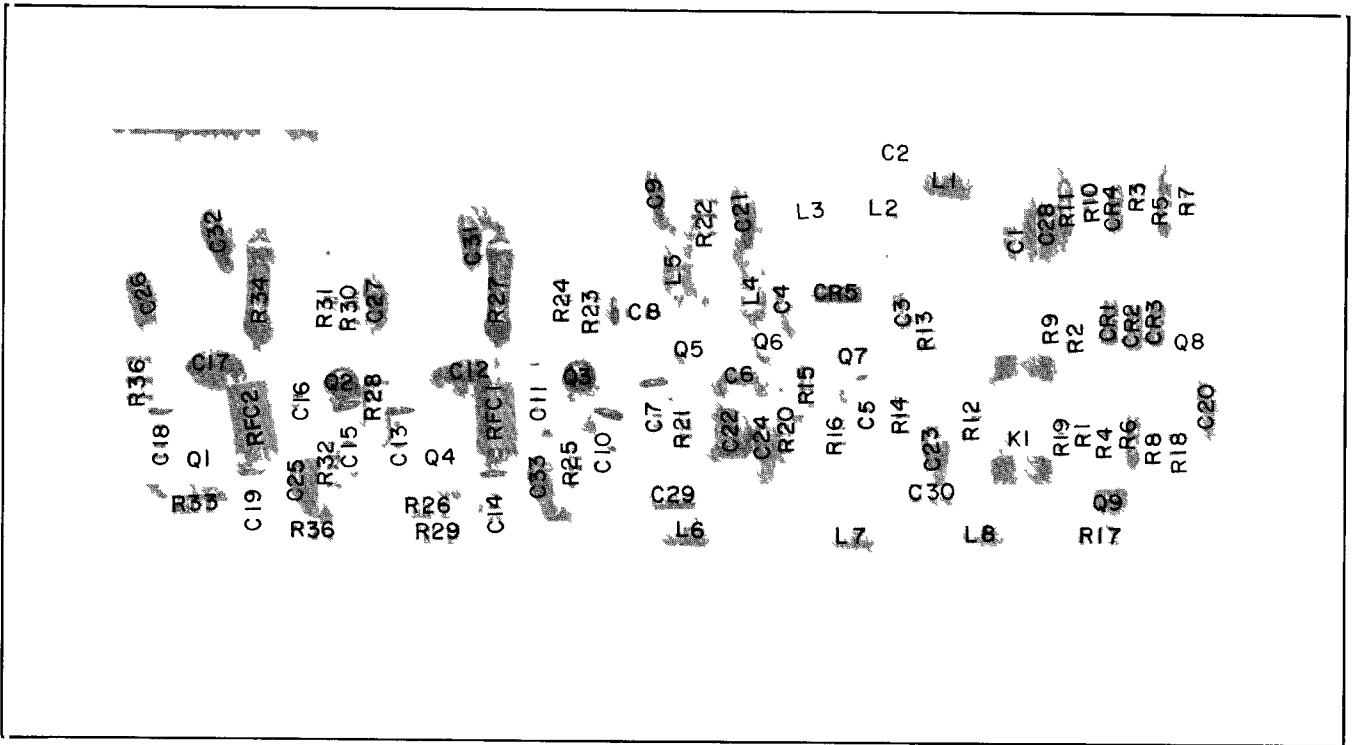 C2
L1
C9
R22
C21
L3
L2
C1
C28
R11
R10
CR4
R3
R5
R7
C32
C31
L5
C26
R34
R31
R30
C27
R27
R24
R23
C8
L4
C4
CR5
C3
R13
R9
R2
CR1
CR2
CR3
Q8
Q5
Q6
Q7
R36
C17
Q2
R28
C12
Q3
C6
R15
C18
Q1
RFC2
C16
R32
C15
C13
Q4
RFC1
C11
R25
C10
C7
R21
C22
C24
R20
R16
C5
R14
C23
R12
K1
R19
R1
R4
R6
R8
R18
C20
R33
C19
C25
R36
R26
R29
C14
C33
C29
L6
L7
C30
L8
Q9
R17